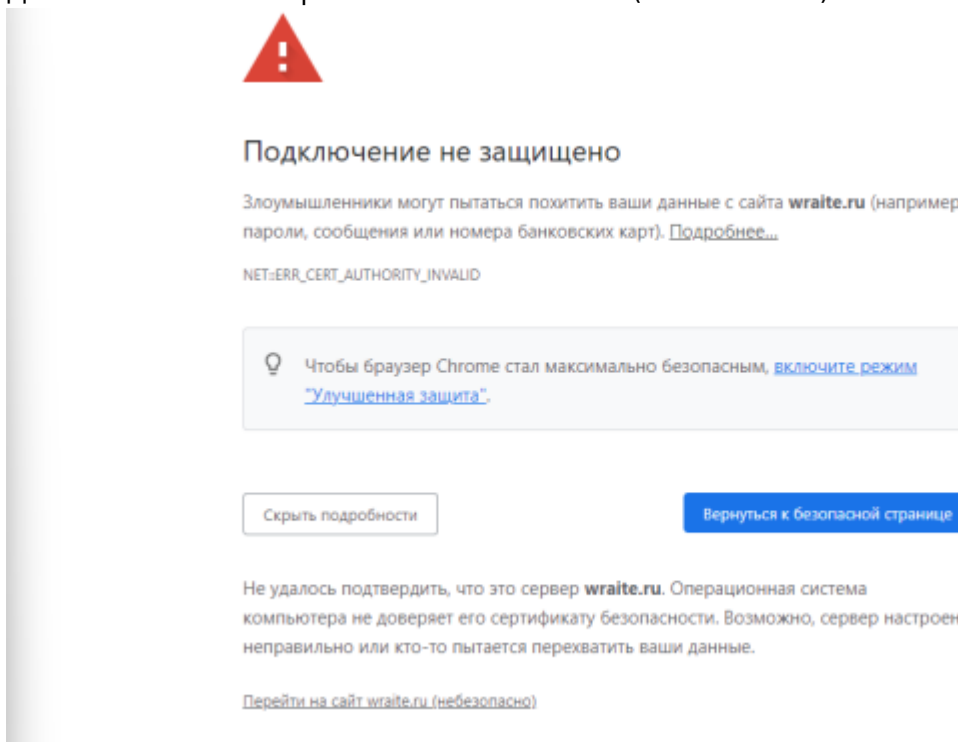 Подключение не защищено
Злоумышленники могут пытаться похитить ваши данные с сайта wraite.ru (например
пароли, сообщения или номера банковских карт). Подробнее...
NET::ERR_CERT_AUTHORITY_INVALID
Чтобы браузер Chrome стал максимально безопасным, включите режим
"Улучшенная защита".
Скрыть подробности
Вернуться к безопасной странице
Не удалось подтвердить, что это сервер wraite.ru. Операционная система
компьютера не доверяет его сертификату безопасности. Возможно, сервер настроен
неправильно или кто-то пытается перехватить ваши данные.
Перейти на сайт wraite.ru (небезопасно)